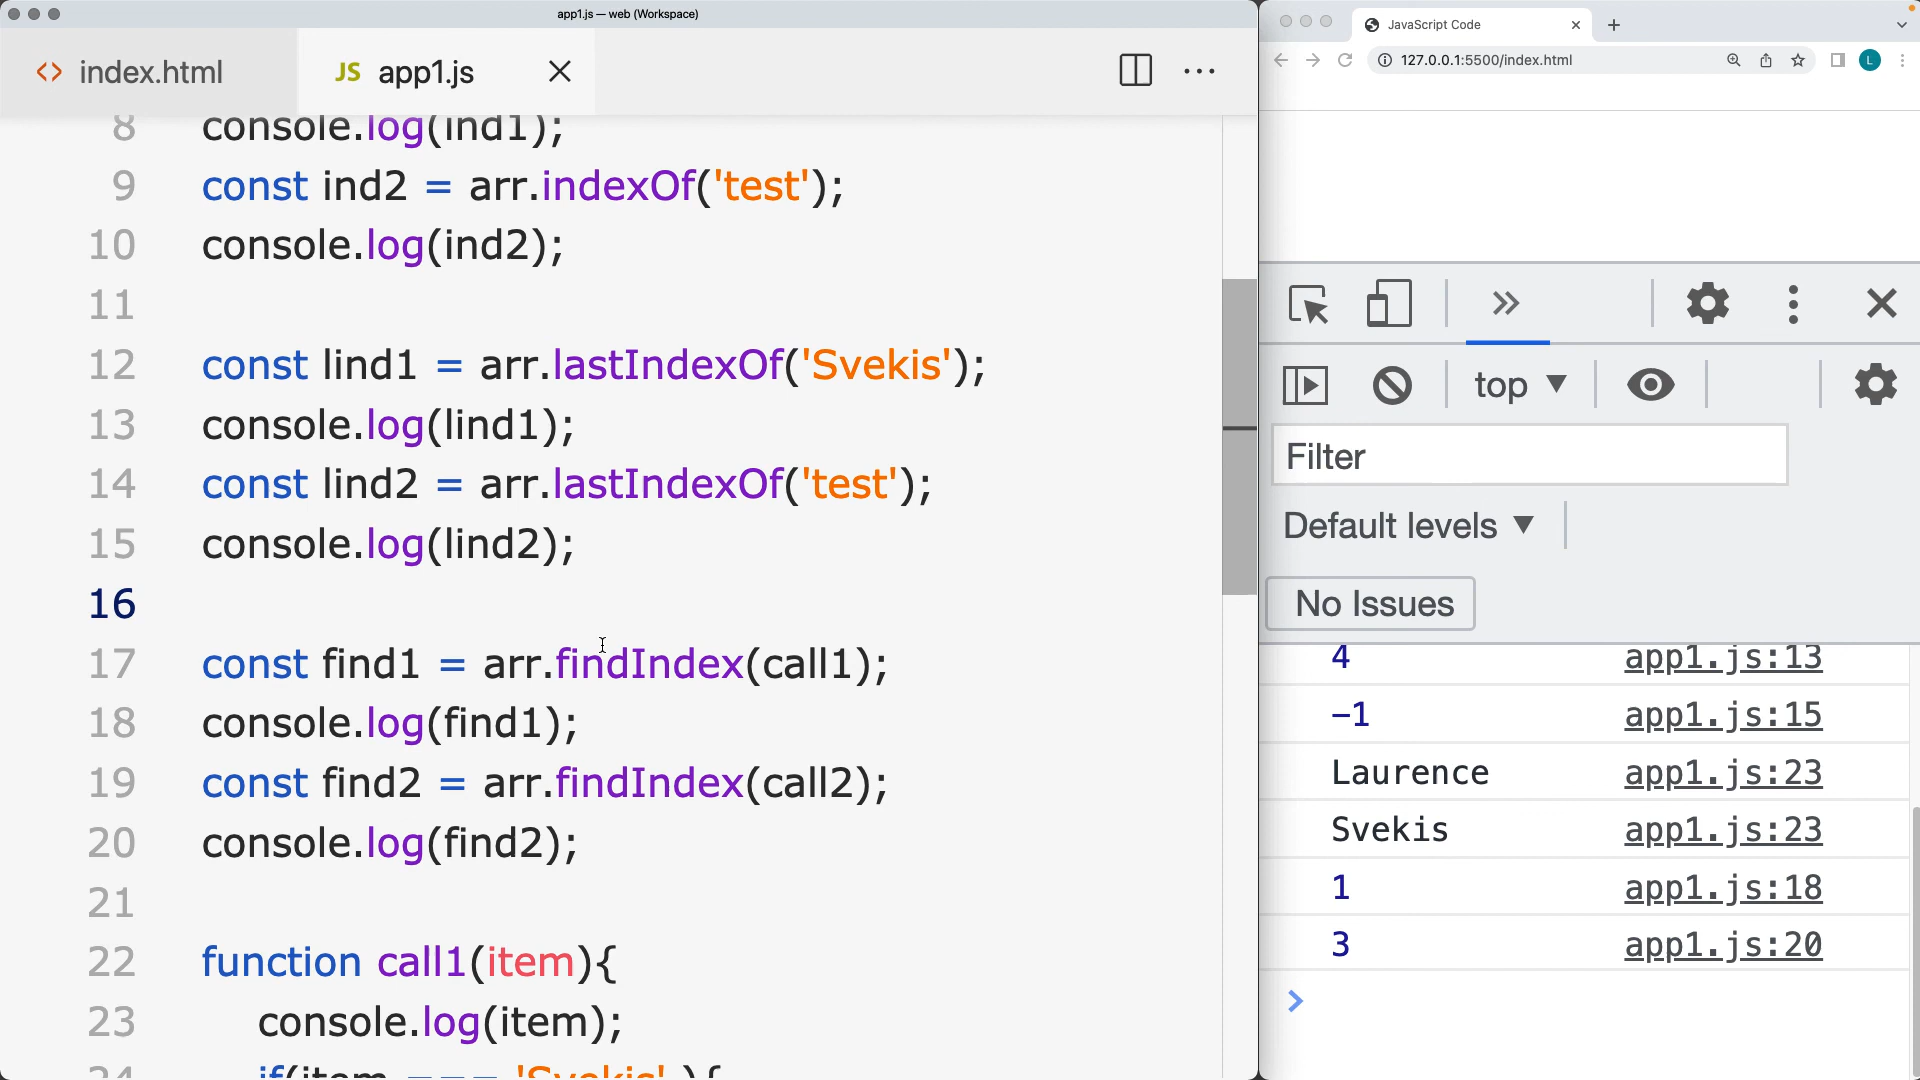 app1.js — web (Workspace)
index.html
JS app1.js
8 console.log(ind1);
9 const ind2 = arr.indexOf('test');
10 console.log(ind2);
11
12 const lind1 = arr.lastIndexOf('Svekis');
13 console.log(lind1);
14 const lind2 = arr.lastIndexOf('test');
15 console.log(lind2);
16
17 const find1 = arr.findIndex(call1);
18 console.log(find1);
19 const find2 = arr.findIndex(call2);
20 console.log(find2);
21
22 function call1(item){
23 console.log(item);
24 if(item === 'Svekis' ){
JavaScript Code
127.0.0.1:5500/index.html
L
top
Filter
Default levels
No Issues
4 app1.js:13
-1 app1.js:15
Laurence app1.js:23
Svekis app1.js:23
1 app1.js:18
3 app1.js:20